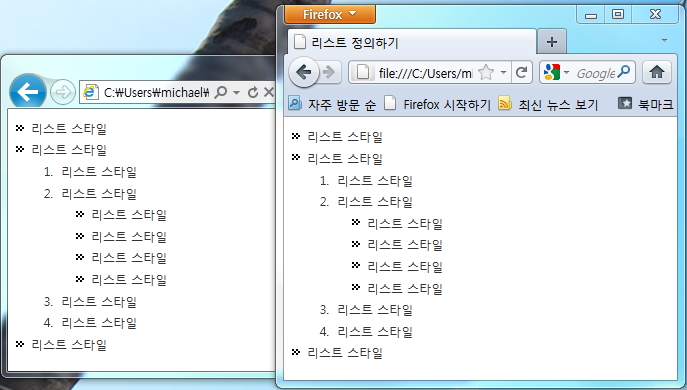 C:₩Users₩michael₩
리스트 스타일
리스트 스타일
1. 리스트 스타일
2. 리스트 스타일
리스트 스타일
리스트 스타일
리스트 스타일
리스트 스타일
3. 리스트 스타일
4. 리스트 스타일
리스트 스타일
Firefox
리스트 정의하기
file:///C:/Users/mi
Google
자주 방문 순 Firefox 시작하기 최신 뉴스 보기 북마크
리스트 스타일
리스트 스타일
1. 리스트 스타일
2. 리스트 스타일
리스트 스타일
리스트 스타일
리스트 스타일
리스트 스타일
3. 리스트 스타일
4. 리스트 스타일
리스트 스타일